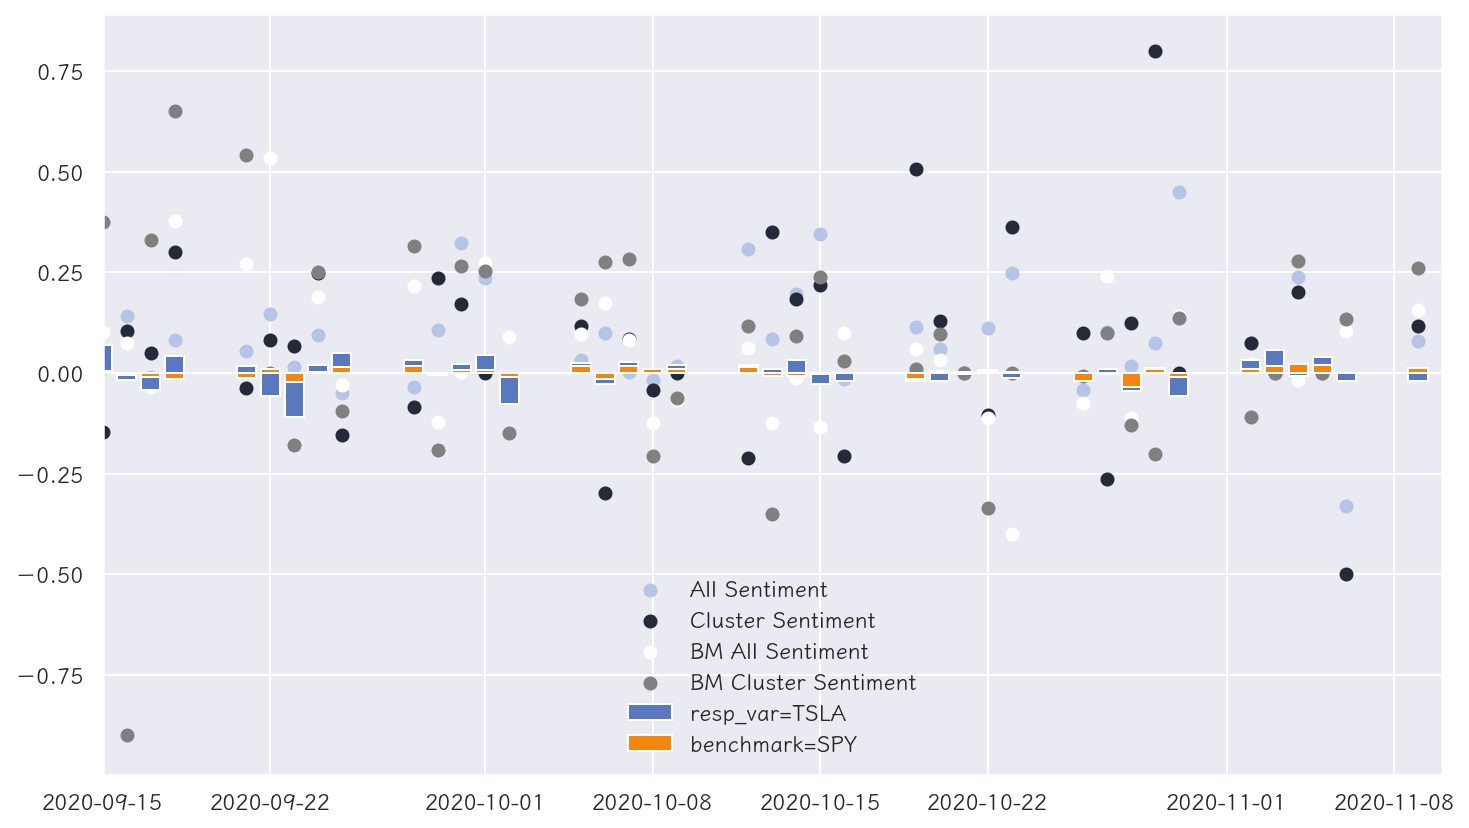 0.75
0.50
0.25
0.00
−0.25
−0.50
−0.75
All Sentiment
Cluster Sentiment
BM All Sentiment
BM Cluster Sentiment
resp_var=TSLA
benchmark=SPY
2020-09-15 2020-09-22 2020-10-01 2020-10-08 2020-10-15 2020-10-22 2020-11-01 2020-11-08